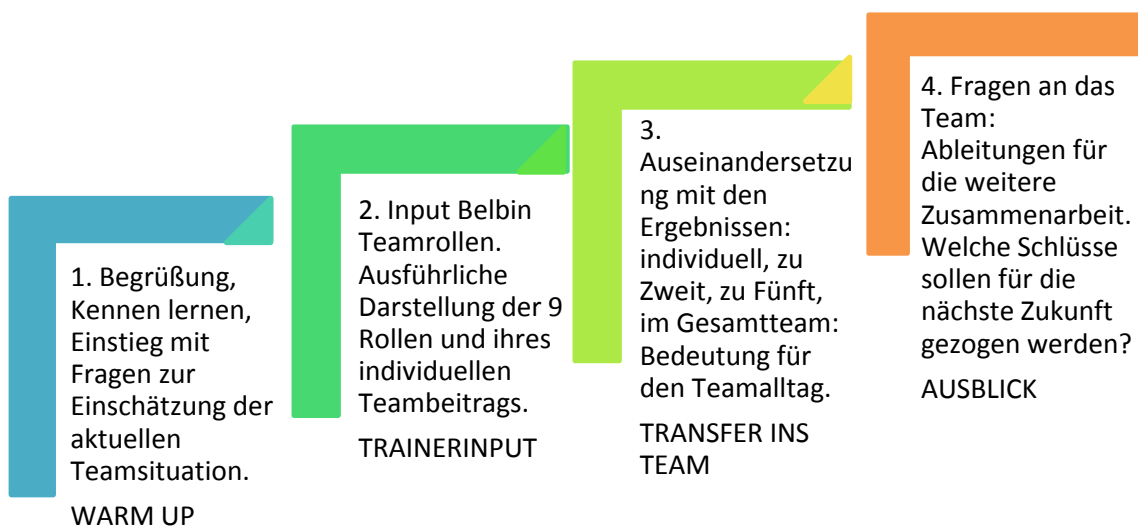 1. Begrüßung,
Kennen lernen,
Einstieg mit
Fragen zur
Einschätzung der
aktuellen
Teamsituation.
WARM UP
2. Input Belbin
Teamrollen.
Ausführliche
Darstellung der 9
Rollen und ihres
individuellen
Teambeitrags.
TRAINERINPUT
3.
Auseinandersetzu
ng mit den
Ergebnissen:
individuell, zu
Zweit, zu Fünft,
im Gesamtteam:
Bedeutung für
den Teamalltag.
TRANSFER INS
TEAM
4. Fragen an das
Team:
Ableitungen für
die weitere
Zusammenarbeit.
Welche Schlüsse
sollen für die
nächste Zukunft
gezogen werden?
AUSBLICK